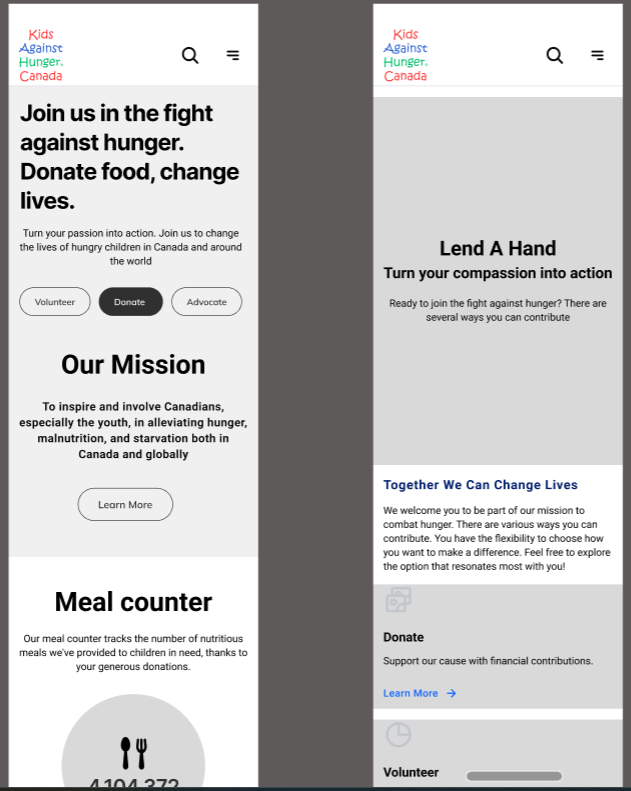 Kids
Against
Hunger.
Canada
Join us in the fight
against hunger.
Donate food, change
lives.
Turn your passion into action. Join us to change
the lives of hungry children in Canada and around
the world
Volunteer
Donate
Advocate
Our Mission
To inspire and involve Canadians,
especially the youth, in alleviating hunger,
malnutrition, and starvation both in
Canada and globally
Learn More
Meal counter
Our meal counter tracks the number of nutritious
meals we've provided to children in need, thanks to
your generous donations.
4104 372
Kids
Against
Hunger.
Canada
Lend A Hand
Turn your compassion into action
Ready to join the fight against hunger? There are
several ways you can contribute
Together We Can Change Lives
We welcome you to be part of our mission to
combat hunger. There are various ways you can
contribute. You have the flexibility to choose how
you want to make a difference. Feel free to explore
the option that resonates most with you!
Donate
Support our cause with financial contributions.
Learn More
Volunteer